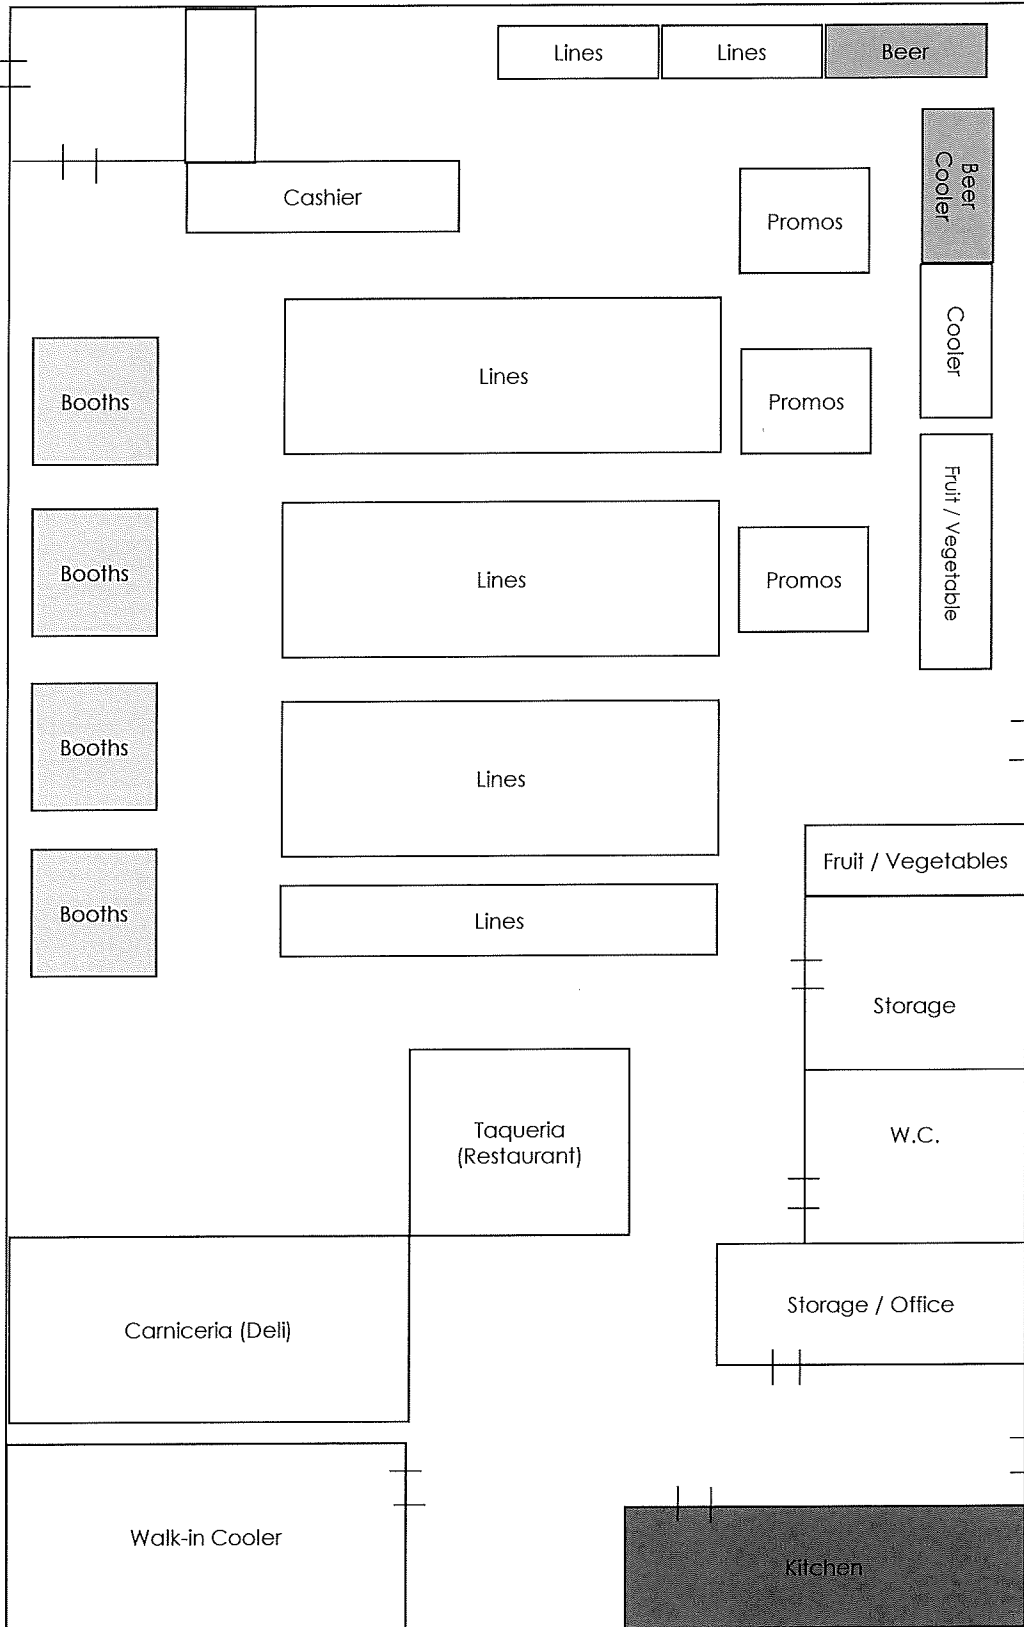 Lines
Lines
Beer
Beer
Cooler
Cashier
Promos
Cooler
Lines
Booths
Promos
Fruit / Vegetable
Booths
Lines
Promos
Booths
Lines
Fruit / Vegetables
Booths
Lines
Storage
Taqueria
(Restaurant)
W.C.
Storage / Office
Carniceria (Deli)
Walk-in Cooler
Kitchen